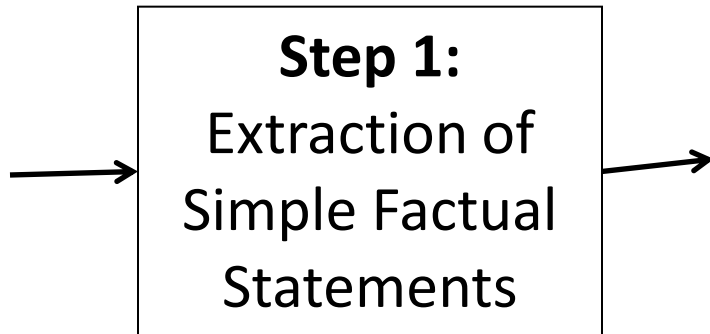 Step 1:
Extraction of
Simple Factual
Statements